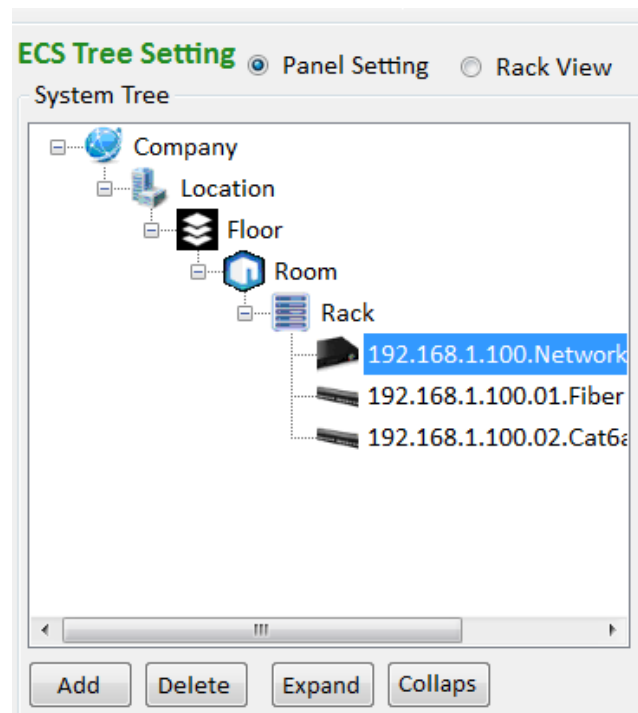 ECS Tree Setting Panel Setting Rack View
System Tree
Company
Location
Floor
Room
Rack
192.168.1.100.Network
192.168.1.100.01.Fiber
192.168.1.100.02.Cat6a
Add Delete Expand Collaps